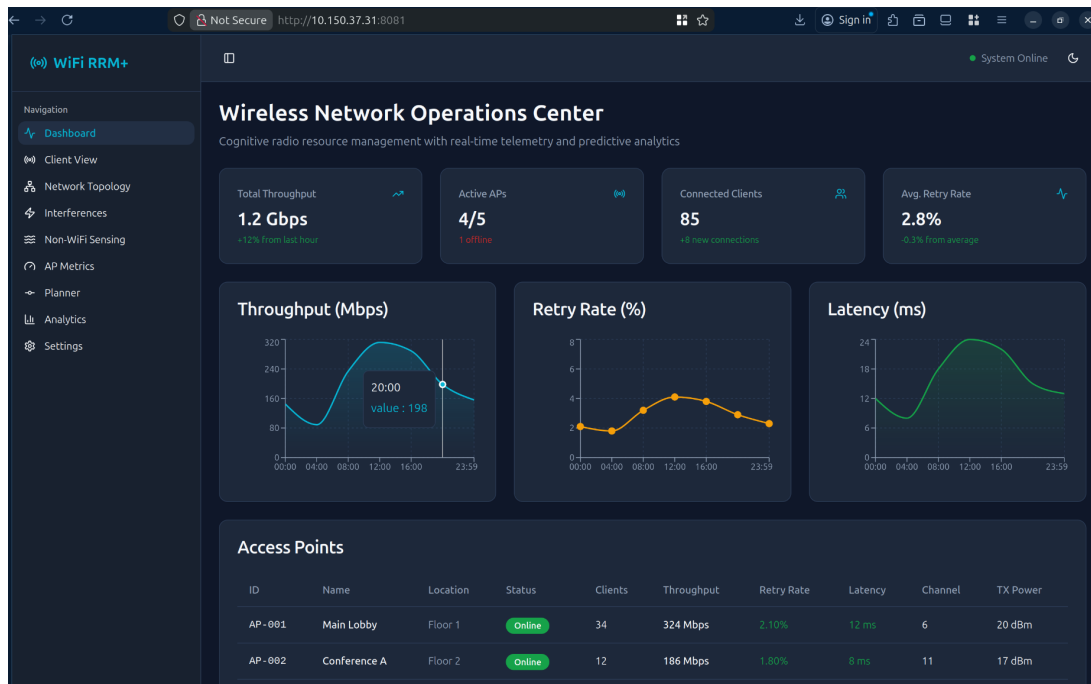 Not Secure http://10.150.37.31:8081 Sign in
WiFi RRM+
System Online
Navigation
Dashboard
Client View
Network Topology
Interferences
Non-WiFi Sensing
AP Metrics
Planner
Analytics
Settings
Wireless Network Operations Center
Cognitive radio resource management with real-time telemetry and predictive analytics
Total Throughput
1.2 Gbps
+12% from last hour
Active APs
4/5
1 offline
Connected Clients
85
+8 new connections
Avg. Retry Rate
2.8%
-0.3% from average
Throughput (Mbps)
320
240
160
80
0
00:00 04:00 08:00 12:00 16:00 23:59
20:00
value : 198
Retry Rate (%)
8
6
4
2
0
00:00 04:00 08:00 12:00 16:00 23:59
Latency (ms)
24
18
12
6
0
00:00 04:00 08:00 12:00 16:00 23:59
Access Points
ID Name Location Status Clients Throughput Retry Rate Latency Channel TX Power
AP-001 Main Lobby Floor 1 Online 34 324 Mbps 2.10% 12 ms 6 20 dBm
AP-002 Conference A Floor 2 Online 12 186 Mbps 1.80% 8 ms 11 17 dBm